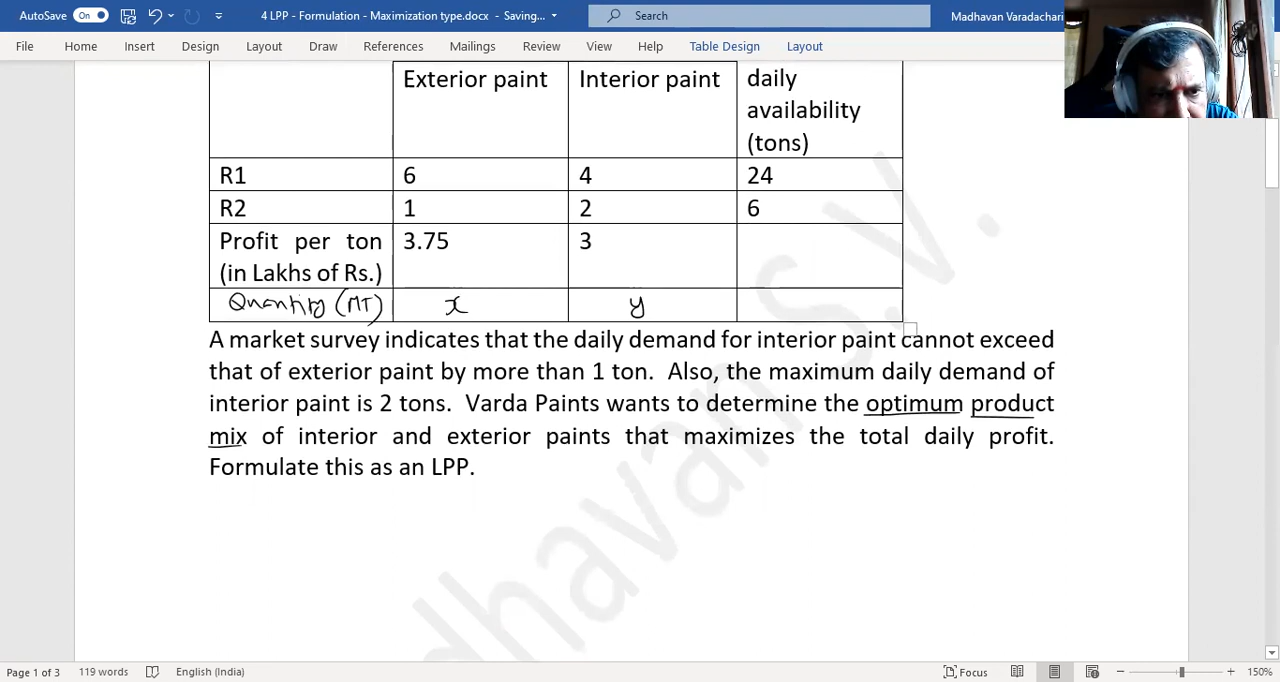 AutoSave On 4 LPP - Formulation - Maximization type.docx - Saving... Search Madhavan Varadachari
File Home Insert Design Layout Draw References Mailings Review View Help Table Design Layout
Exterior paint Interior paint daily
availability
(tons)
R1 6 4 24
R2 1 2 6
Profit per ton 3.75 3
(in Lakhs of Rs.)
Quantity (MT) x y
A market survey indicates that the daily demand for interior paint cannot exceed
that of exterior paint by more than 1 ton. Also, the maximum daily demand of
interior paint is 2 tons. Varda Paints wants to determine the optimum product
mix of interior and exterior paints that maximizes the total daily profit.
Formulate this as an LPP.
dhavan S.V.
Page 1 of 3 119 words English (India) Focus 150%